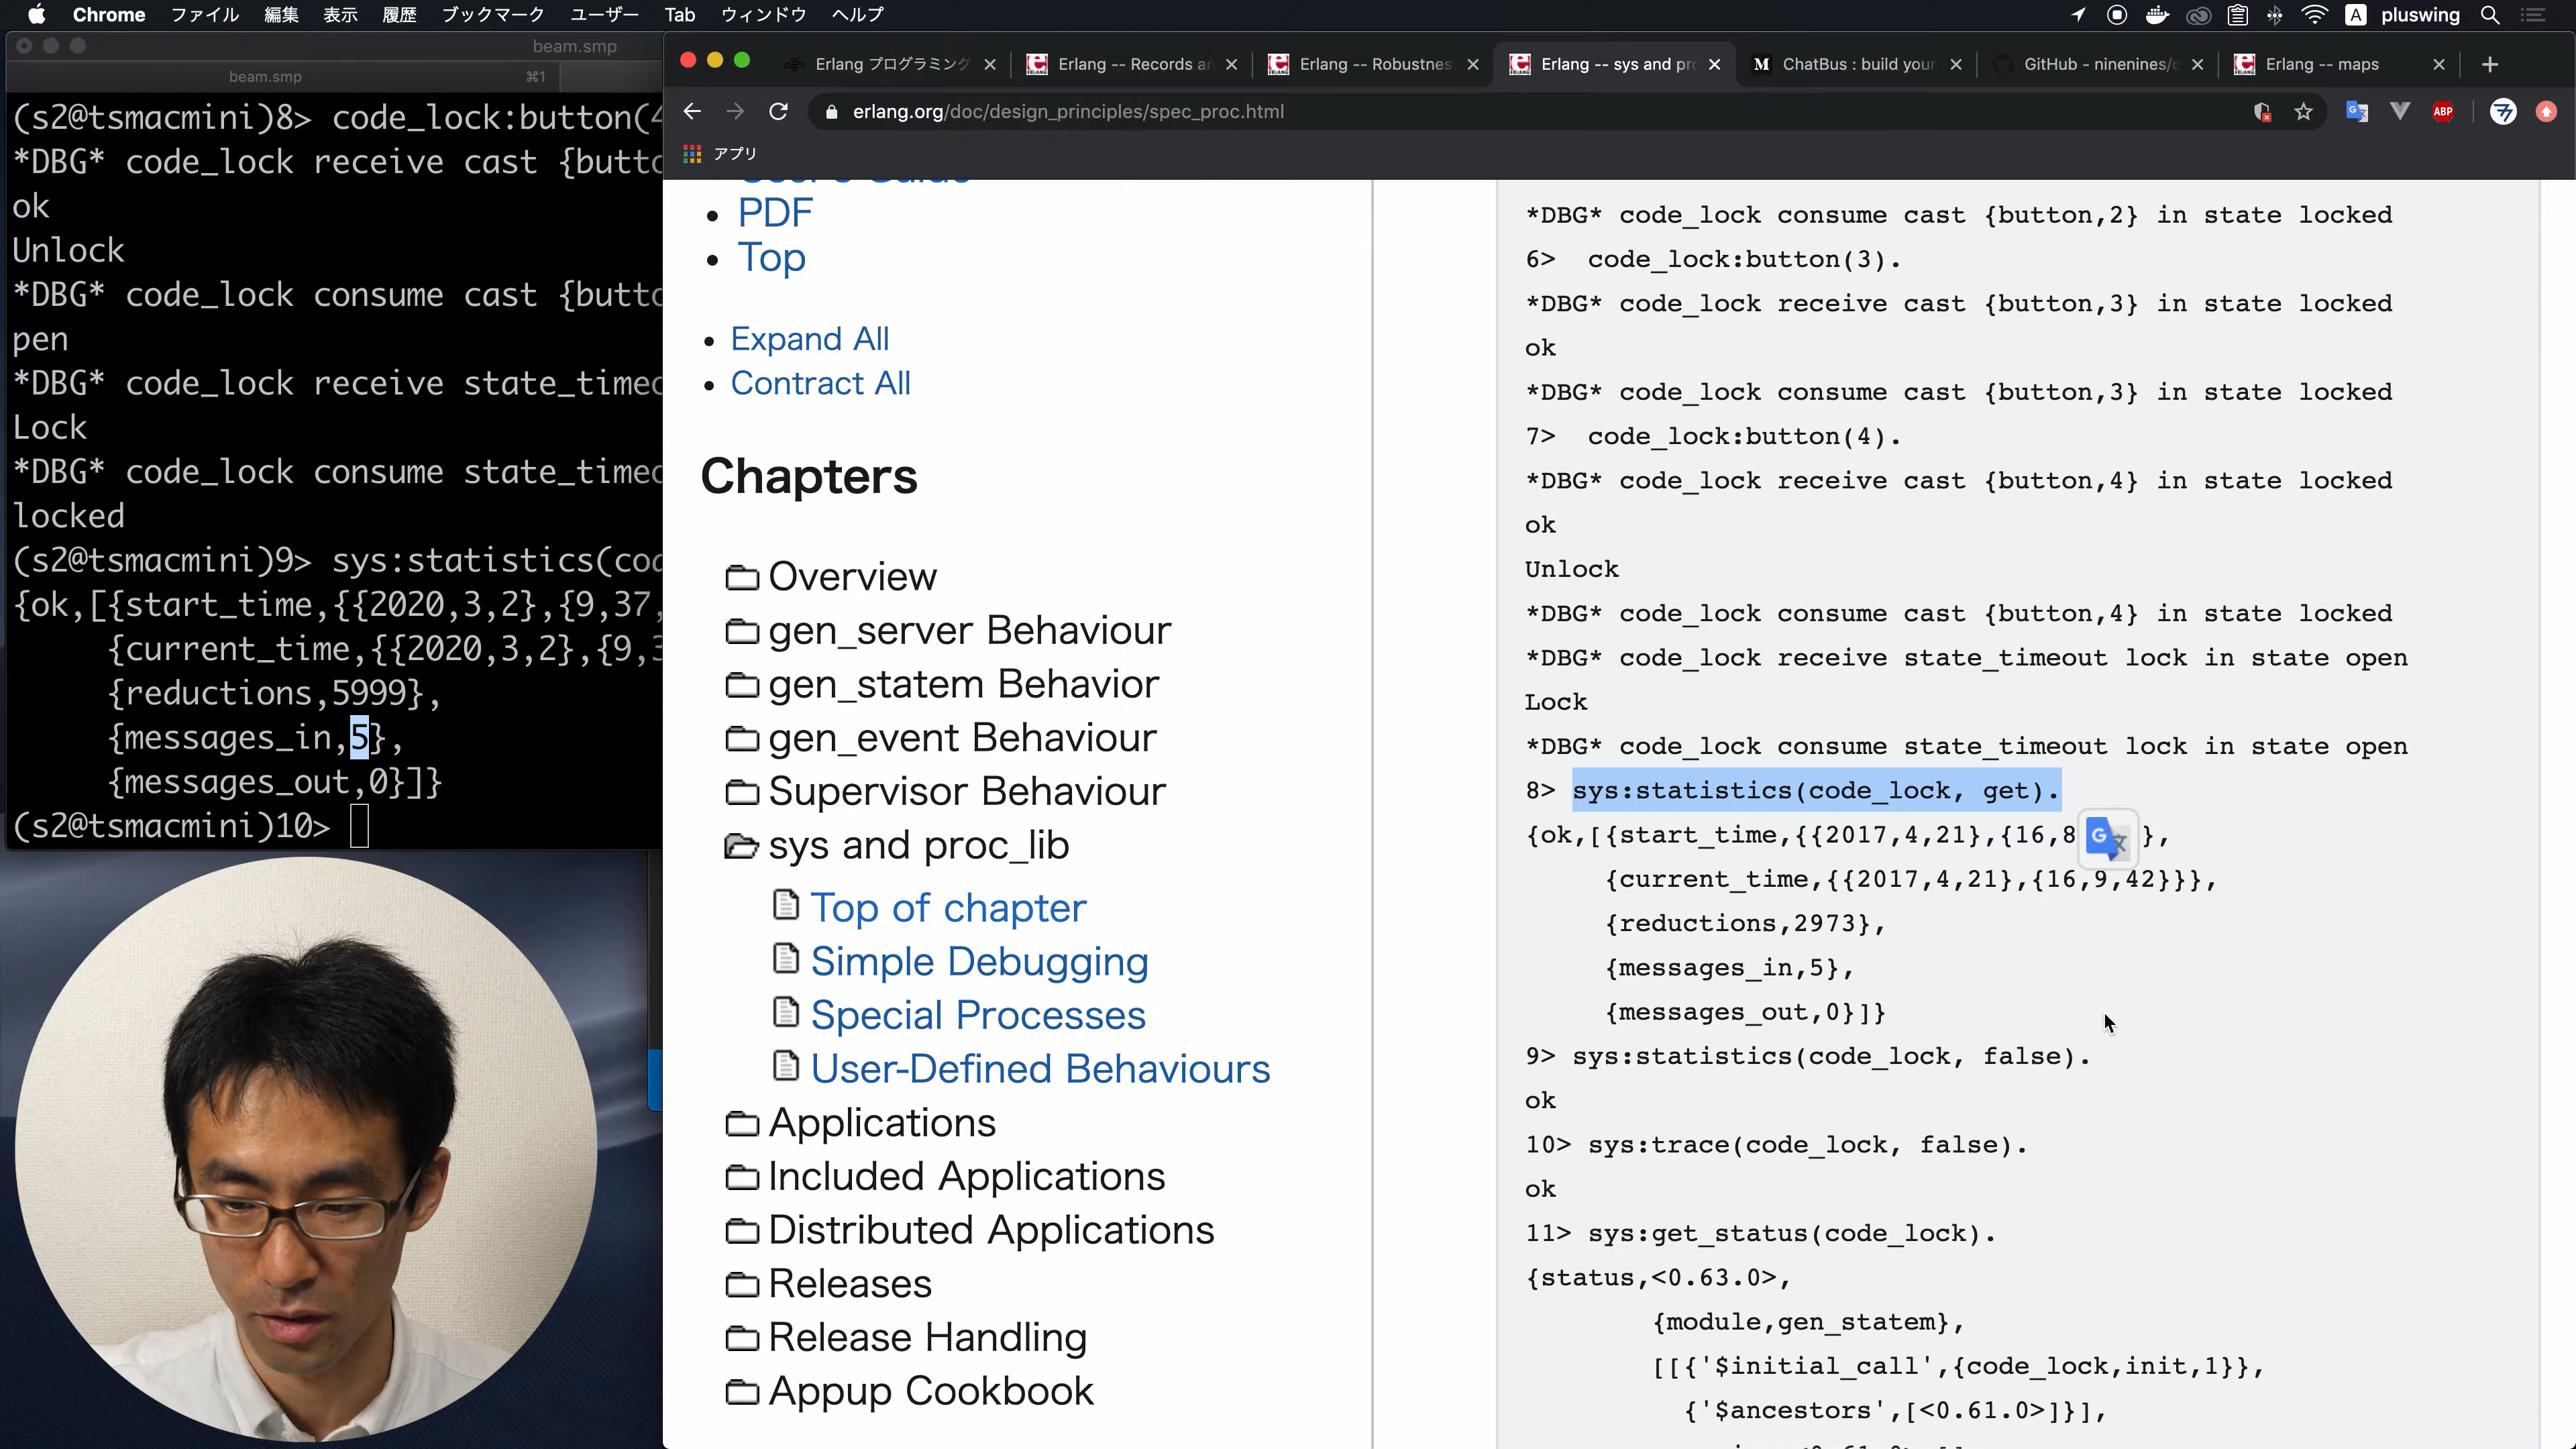 Chrome ファイル 編集 表示 履歴 ブックマーク ユーザー Tab ウィンドウ ヘルプ A pluswing
beam.smp
beam.smp ⌘1
(s2@tsmacmini)8> code_lock:button(4
*DBG* code_lock receive cast {butto
ok
Unlock
*DBG* code_lock consume cast {butto
pen
*DBG* code_lock receive state_timeo
Lock
*DBG* code_lock consume state_timeo
locked
(s2@tsmacmini)9> sys:statistics(cod
{ok,[{start_time,{{2020,3,2},{9,37,
{current_time,{{2020,3,2},{9,3
{reductions,5999},
{messages_in,5},
{messages_out,0}]}
(s2@tsmacmini)10>
Erlang プログラミング
Erlang -- Records an
Erlang -- Robustnes
Erlang -- sys and pro
M ChatBus : build your
GitHub - ninenines/c
Erlang -- maps
erlang.org/doc/design_principles/spec_proc.html
ABP
アプリ
PDF
Top
Expand All
Contract All
Chapters
Overview
gen_server Behaviour
gen_statem Behavior
gen_event Behaviour
Supervisor Behaviour
sys and proc_lib
Top of chapter
Simple Debugging
Special Processes
User-Defined Behaviours
Applications
Included Applications
Distributed Applications
Releases
Release Handling
Appup Cookbook
*DBG* code_lock consume cast {button,2} in state locked
6> code_lock:button(3).
*DBG* code_lock receive cast {button,3} in state locked
ok
*DBG* code_lock consume cast {button,3} in state locked
7> code_lock:button(4).
*DBG* code_lock receive cast {button,4} in state locked
ok
Unlock
*DBG* code_lock consume cast {button,4} in state locked
*DBG* code_lock receive state_timeout lock in state open
Lock
*DBG* code_lock consume state_timeout lock in state open
8> sys:statistics(code_lock, get).
{ok,[{start_time,{{2017,4,21},{16,8 },
{current_time,{{2017,4,21},{16,9,42}}},
{reductions,2973},
{messages_in,5},
{messages_out,0}]}
9> sys:statistics(code_lock, false).
ok
10> sys:trace(code_lock, false).
ok
11> sys:get_status(code_lock).
{status,<0.63.0>,
{module,gen_statem},
[[{'$initial_call',{code_lock,init,1}},
{'$ancestors',[<0.61.0>]}],